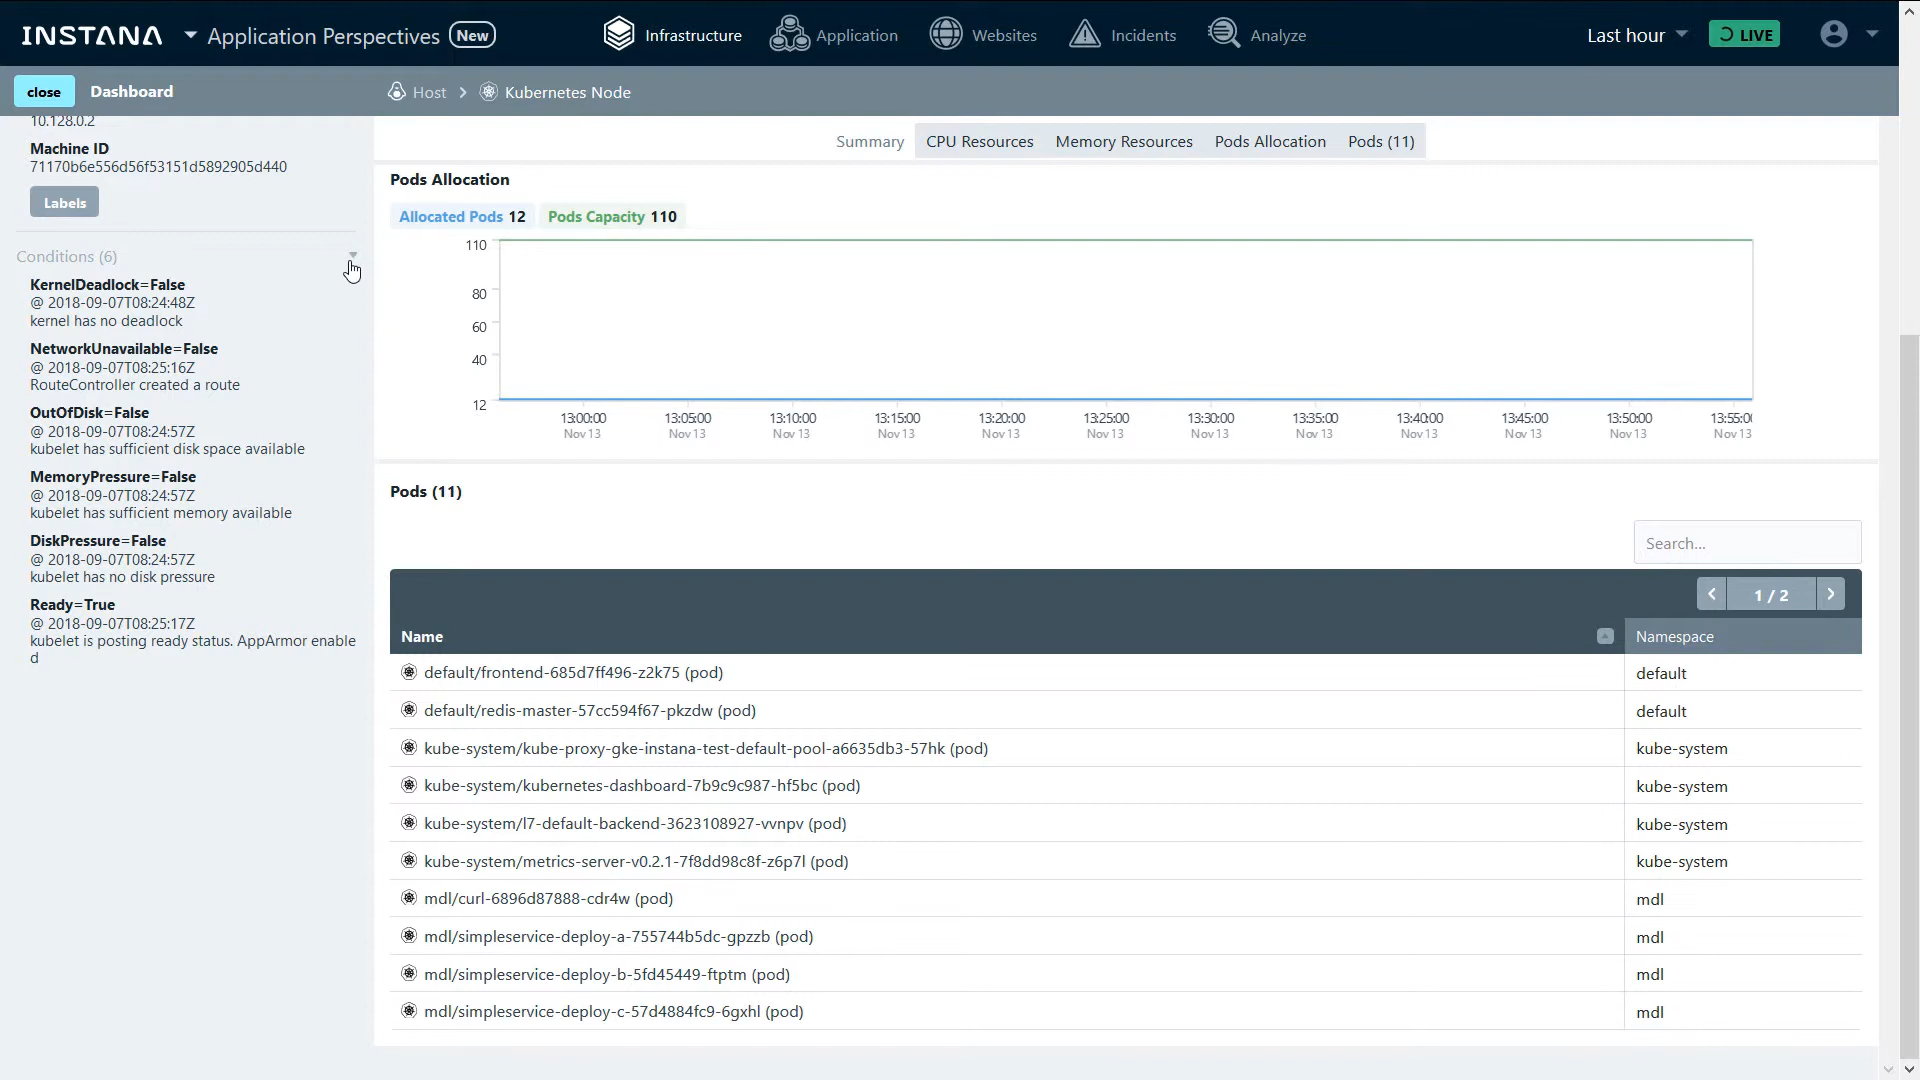 INSTANA Application Perspectives New Infrastructure Application Websites Incidents Analyze Last hour LIVE
close Dashboard Host Kubernetes Node
10.128.0.2
Machine ID
71170b6e556d56f53151d5892905d440
Labels
Conditions (6)
KernelDeadlock=False
@ 2018-09-07T08:24:48Z
kernel has no deadlock
NetworkUnavailable=False
@ 2018-09-07T08:25:16Z
RouteController created a route
OutOfDisk=False
@ 2018-09-07T08:24:57Z
kubelet has sufficient disk space available
MemoryPressure=False
@ 2018-09-07T08:24:57Z
kubelet has sufficient memory available
DiskPressure=False
@ 2018-09-07T08:24:57Z
kubelet has no disk pressure
Ready=True
@ 2018-09-07T08:25:17Z
kubelet is posting ready status. AppArmor enable
d
Summary CPU Resources Memory Resources Pods Allocation Pods (11)
Pods Allocation
Allocated Pods 12 Pods Capacity 110
110
80
60
40
12
13:00:00 13:05:00 13:10:00 13:15:00 13:20:00 13:25:00 13:30:00 13:35:00 13:40:00 13:45:00 13:50:00 13:55:0
Nov 13 Nov 13 Nov 13 Nov 13 Nov 13 Nov 13 Nov 13 Nov 13 Nov 13 Nov 13 Nov 13 Nov 13
Pods (11)
Search...
1 / 2
Name Namespace
default/frontend-685d7ff496-z2k75 (pod) default
default/redis-master-57cc594f67-pkzdw (pod) default
kube-system/kube-proxy-gke-instana-test-default-pool-a6635db3-57hk (pod) kube-system
kube-system/kubernetes-dashboard-7b9c9c987-hf5bc (pod) kube-system
kube-system/l7-default-backend-3623108927-vvnpv (pod) kube-system
kube-system/metrics-server-v0.2.1-7f8dd98c8f-z6p7l (pod) kube-system
mdl/curl-6896d87888-cdr4w (pod) mdl
mdl/simpleservice-deploy-a-755744b5dc-gpzzb (pod) mdl
mdl/simpleservice-deploy-b-5fd45449-ftptm (pod) mdl
mdl/simpleservice-deploy-c-57d4884fc9-6gxhl (pod) mdl